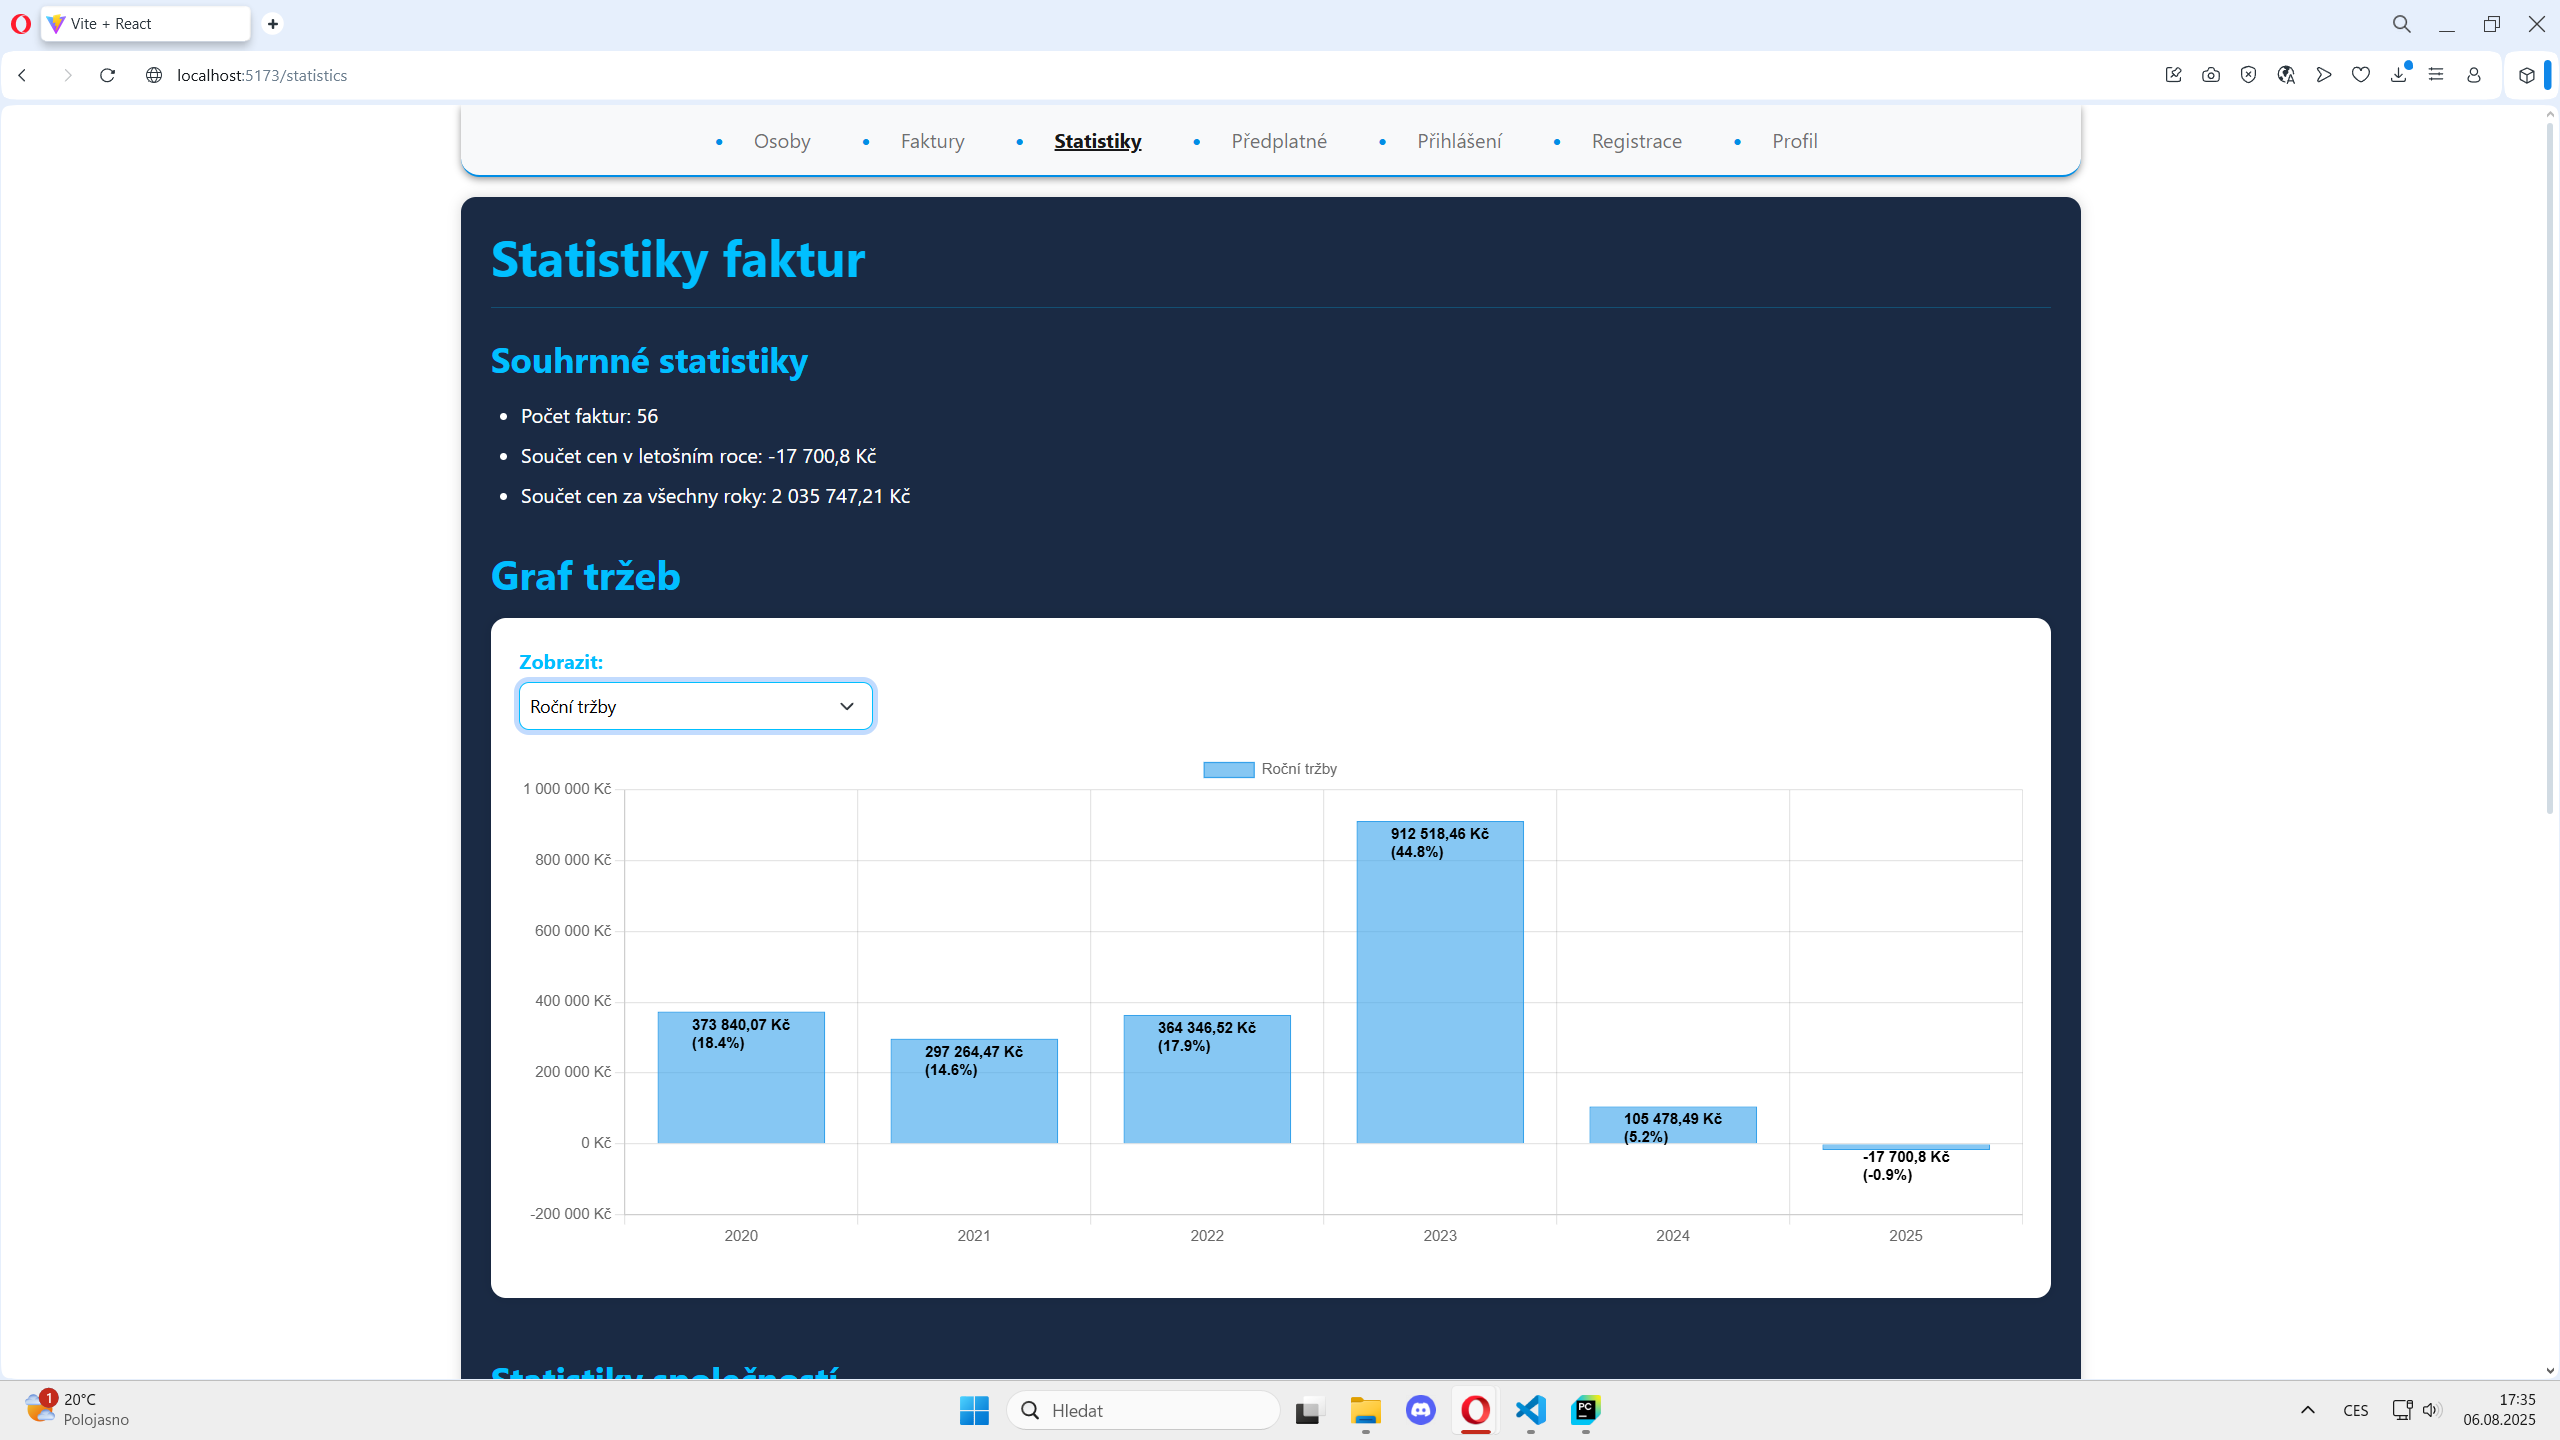 Vite + React
localhost:5173/statistics
Osoby
Faktury
Statistiky
Předplatné
Přihlášení
Registrace
Profil
Statistiky faktur
Souhrnné statistiky
Počet faktur: 56
Součet cen v letošním roce: -17 700,8 Kč
Součet cen za všechny roky: 2 035 747,21 Kč
Graf tržeb
Zobrazit:
Roční tržby
Roční tržby
1 000 000 Kč
800 000 Kč
600 000 Kč
400 000 Kč
200 000 Kč
0 Kč
-200 000 Kč
373 840,07 Kč
(18.4%)
297 264,47 Kč
(14.6%)
364 346,52 Kč
(17.9%)
912 518,46 Kč
(44.8%)
105 478,49 Kč
(5.2%)
-17 700,8 Kč
(-0.9%)
2020
2021
2022
2023
2024
2025
Statistiky společností
1
20°C
Polojasno
Hledat
PC
CES
17:35
06.08.2025